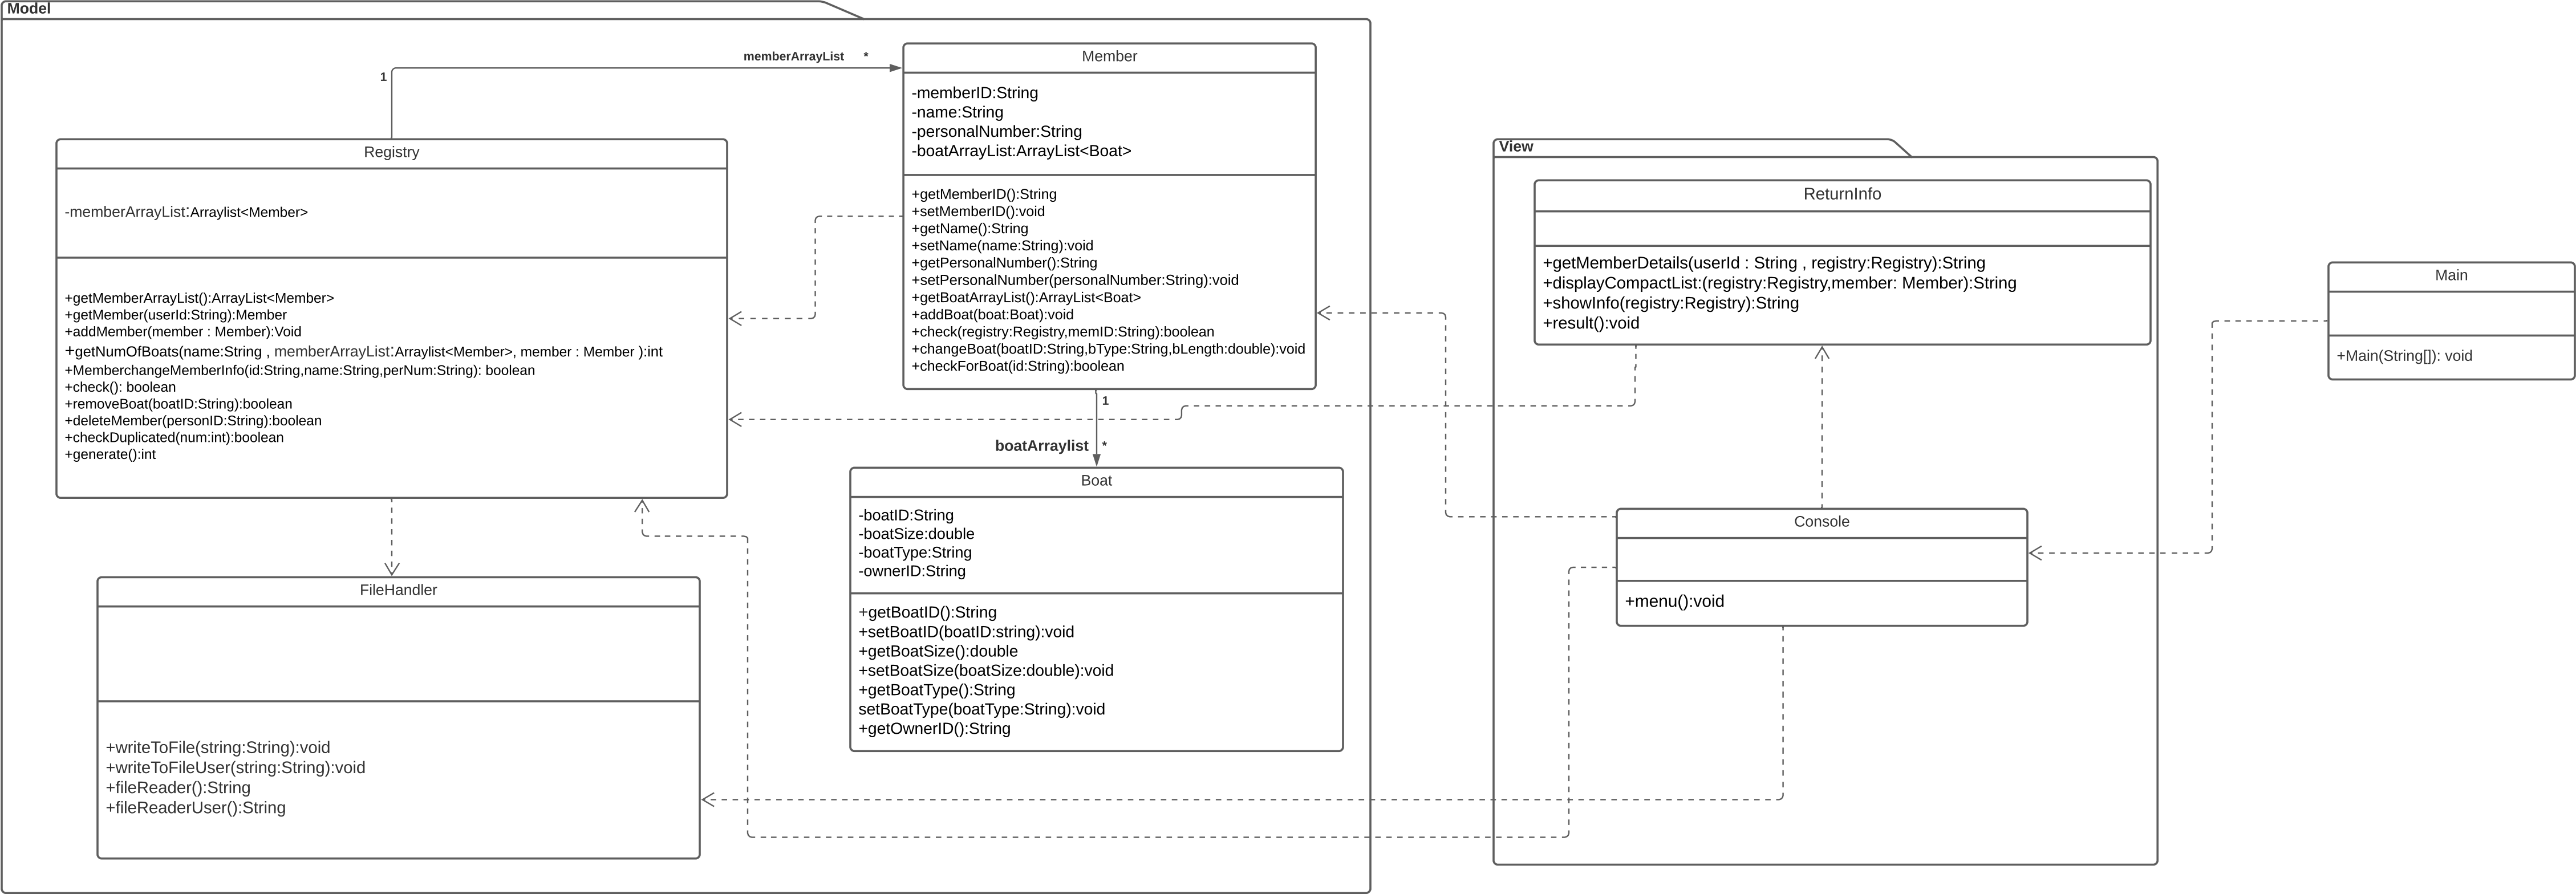 Model
memberArrayList *
1
Member
-memberID:String
-name:String
-personalNumber:String
-boatArrayList:ArrayList<Boat>
+getMemberID():String
+setMemberID():void
+getName():String
+setName(name:String):void
+getPersonalNumber():String
+setPersonalNumber(personalNumber:String):void
+getBoatArrayList():ArrayList<Boat>
+addBoat(boat:Boat):void
+check(registry:Registry,memID:String):boolean
+changeBoat(boatID:String,bType:String,bLength:double):void
+checkForBoat(id:String):boolean
Registry
-memberArrayList:Arraylist<Member>
+getMemberArrayList():ArrayList<Member>
+getMember(userId:String):Member
+addMember(member : Member):Void
+getNumOfBoats(name:String , memberArrayList:Arraylist<Member>, member : Member ):int
+MemberchangeMemberInfo(id:String,name:String,perNum:String): boolean
+check(): boolean
+removeBoat(boatID:String):boolean
+deleteMember(personID:String):boolean
+checkDuplicated(num:int):boolean
+generate():int
1
boatArraylist *
Boat
-boatID:String
-boatSize:double
-boatType:String
-ownerID:String
+getBoatID():String
+setBoatID(boatID:string):void
+getBoatSize():double
+setBoatSize(boatSize:double):void
+getBoatType():String
setBoatType(boatType:String):void
+getOwnerID():String
FileHandler
+writeToFile(string:String):void
+writeToFileUser(string:String):void
+fileReader():String
+fileReaderUser():String
View
ReturnInfo
+getMemberDetails(userId : String , registry:Registry):String
+displayCompactList:(registry:Registry,member: Member):String
+showInfo(registry:Registry):String
+result():void
Console
+menu():void
Main
+Main(String[]): void